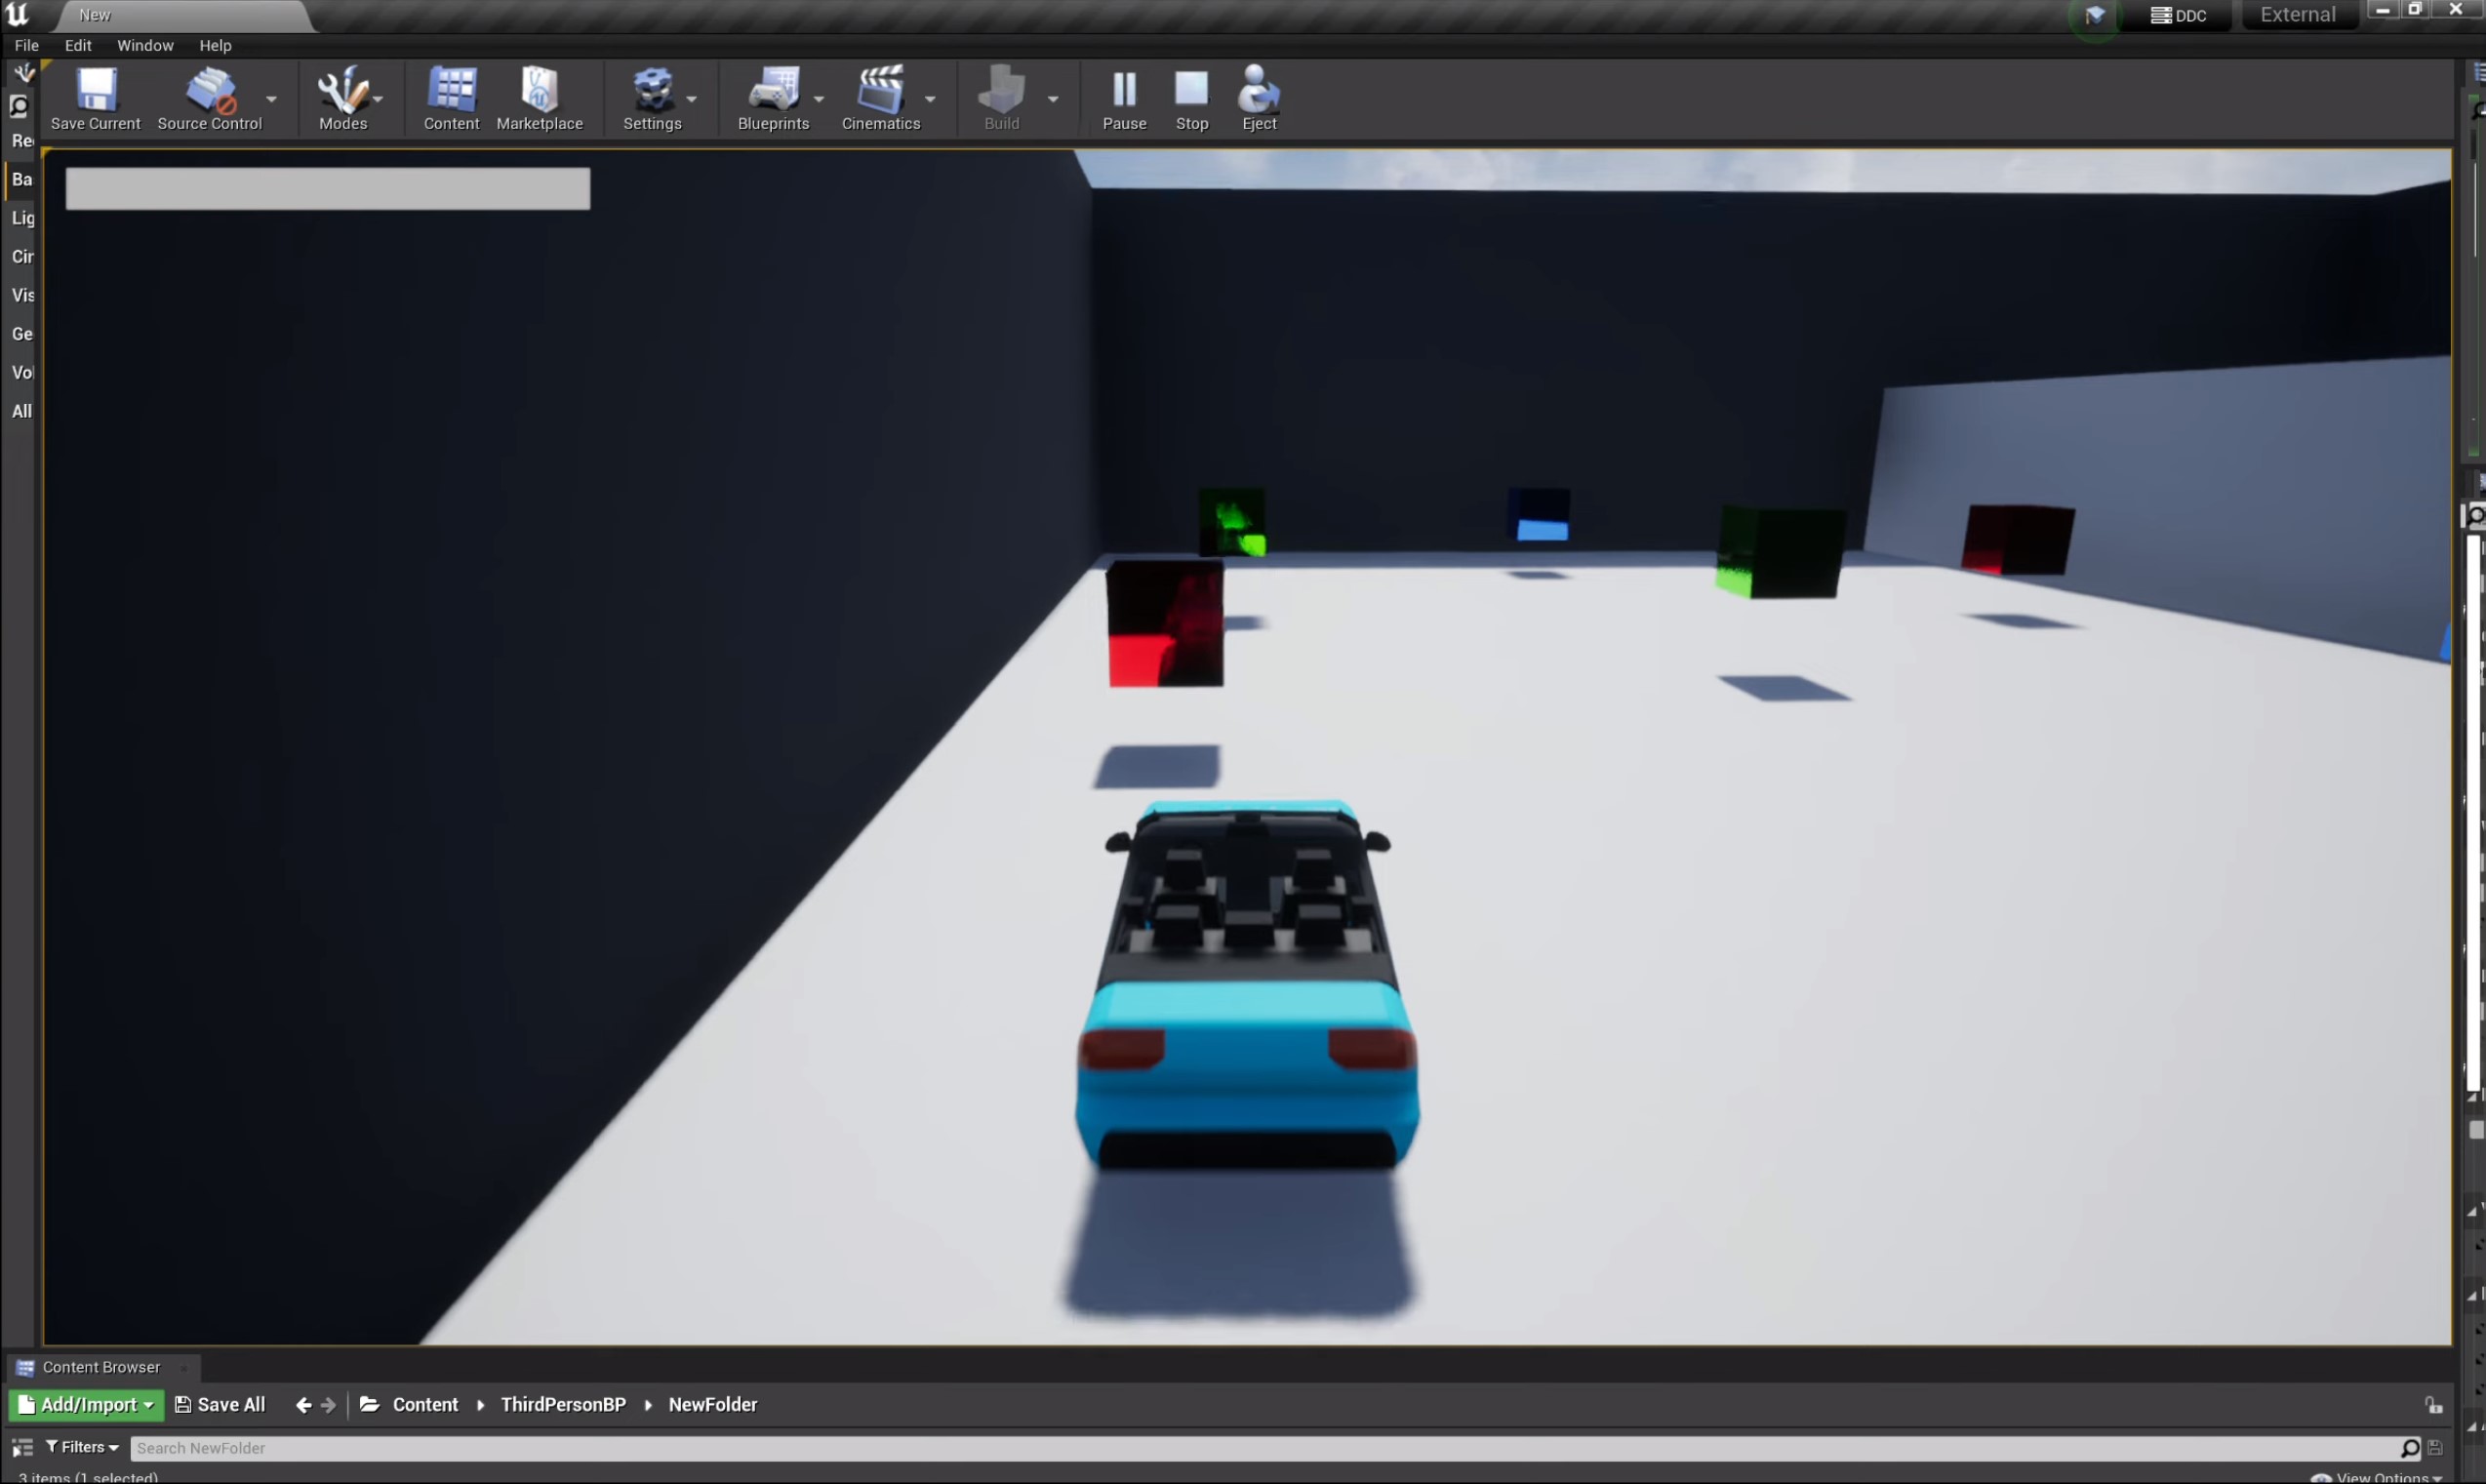 New
DDC
External
File Edit Window Help
Save Current Source Control Modes Content Marketplace Settings Blueprints Cinematics Build Pause Stop Eject
Re
Ba
Lig
Cir
Vis
Ge
Vol
All
Content Browser
Add/Import Save All Content ThirdPersonBP NewFolder
Filters Search NewFolder
3 items (1 selected) View Options